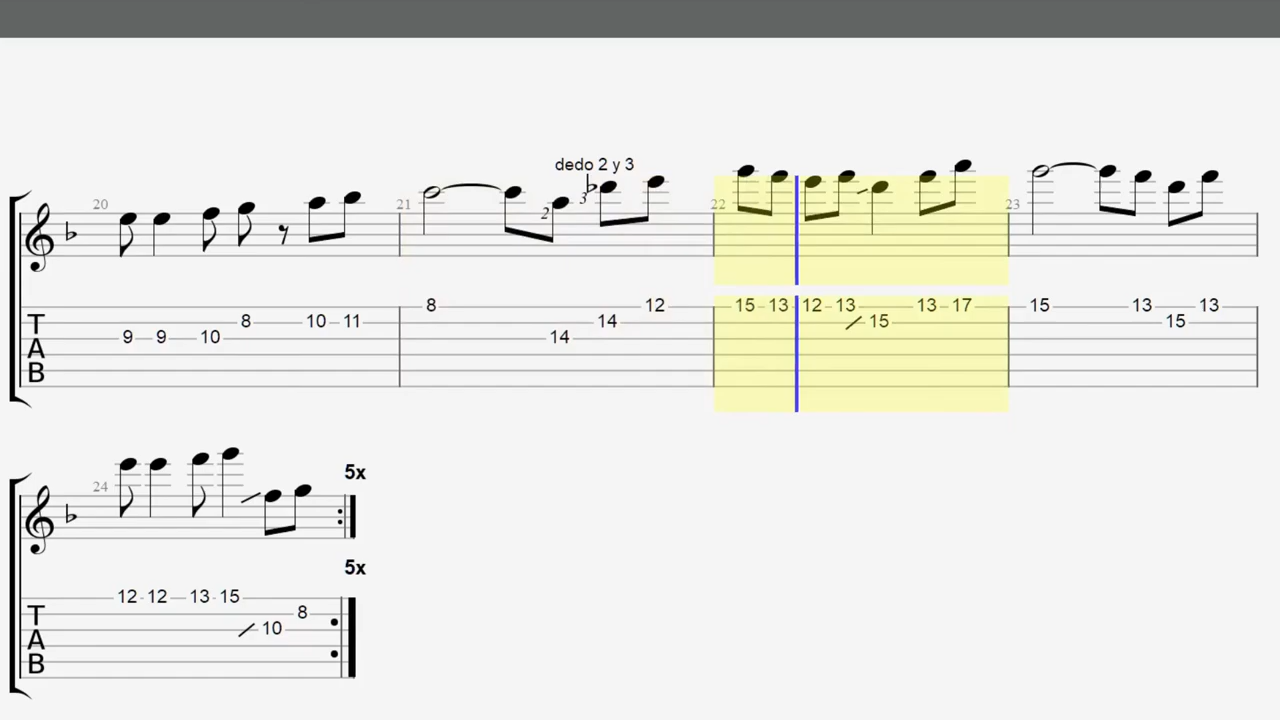 dedo 2 y 3
20 21 22 23
2 3
8 12 15 13 12 13 13 17 15 13 13
T 8 10 11 14 15 15
A 9 9 10 14
B
24 5x
5x
12 12 13 15
T 8
A 10
B